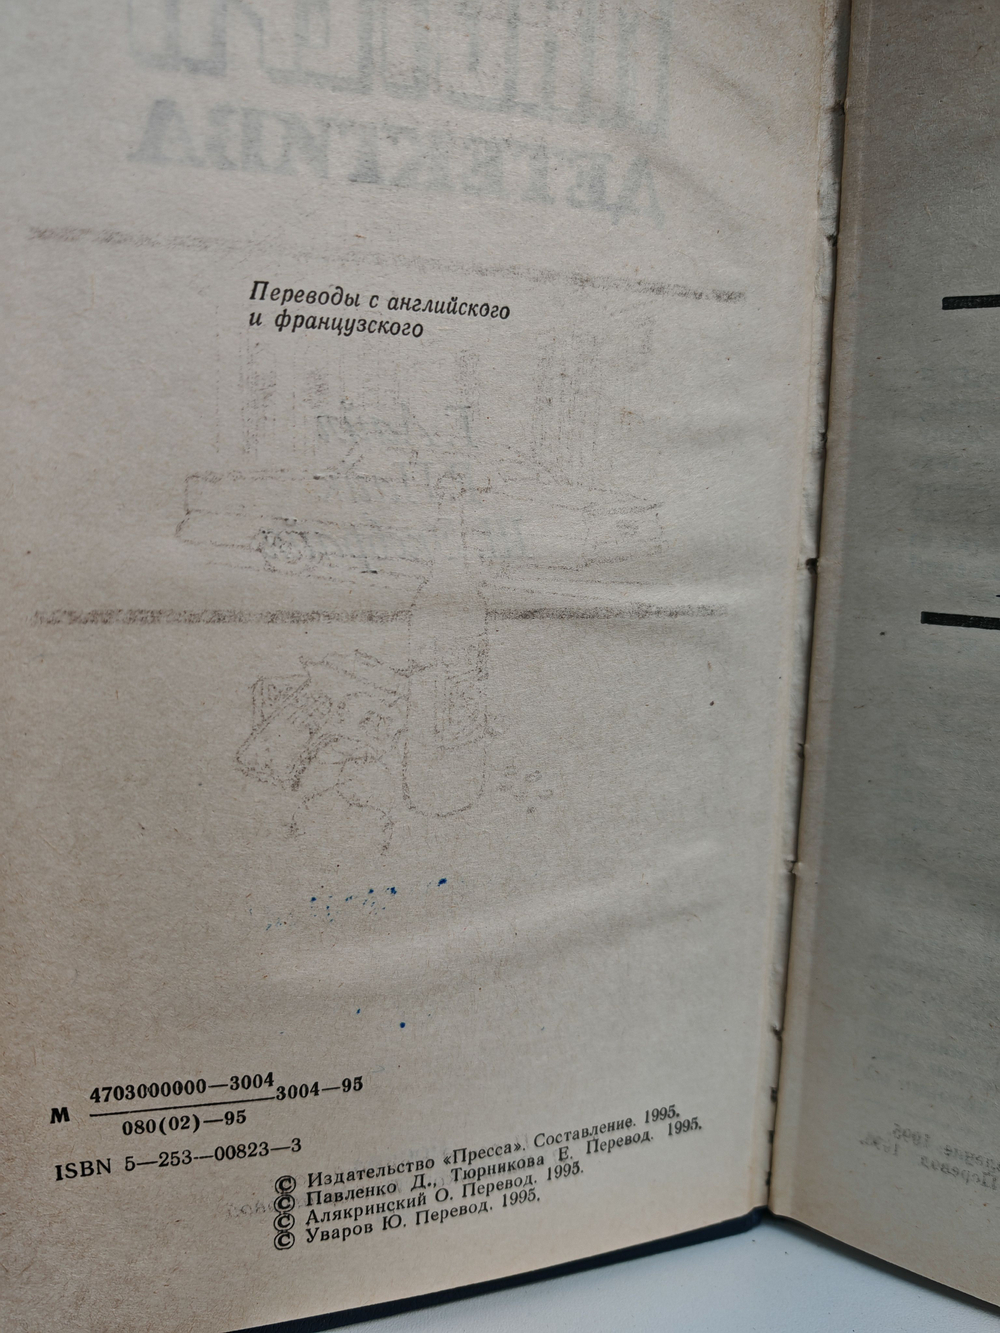 ДЕТЕКТИВА
Переводы с английского
и французского
М 4703000000—3004 3004—95
080(02)—95
ISBN 5—253—00823—3
© Издательство «Пресса». Составление. 1995.
© Павленко Д., Тюрникова Е. Перевод. 1995.
© Алякринский О. Перевод. 1995.
© Уваров Ю. Перевод. 1995.